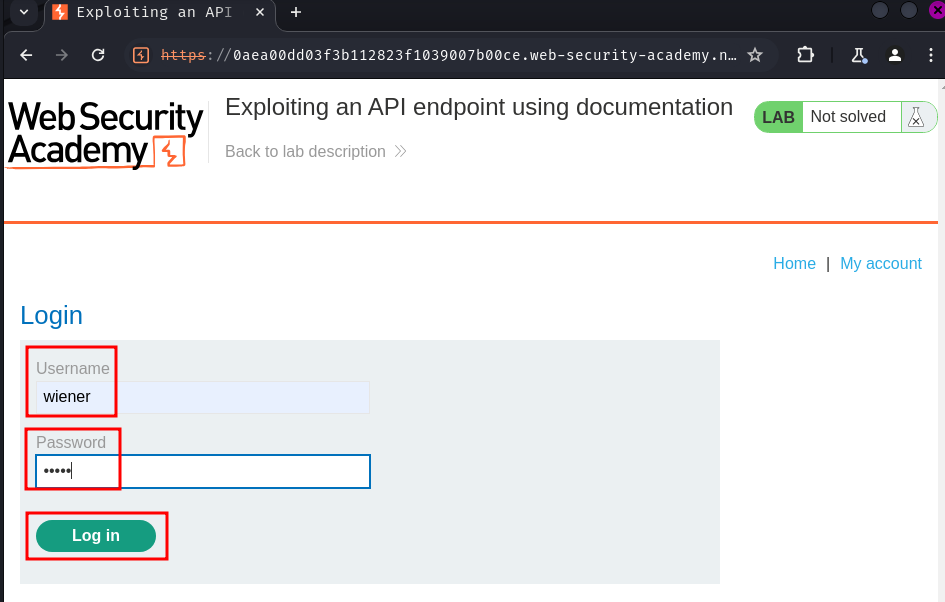 Exploiting an API
https://0aea00dd03f3b112823f1039007b00ce.web-security-academy.n…
Web Security
Academy
Exploiting an API endpoint using documentation
Back to lab description
LAB Not solved
Home | My account
Login
Username
wiener
Password
•••••
Log in